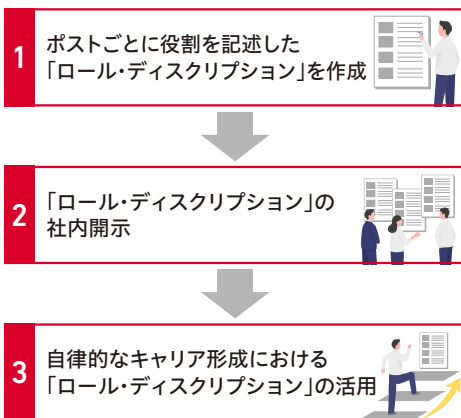 1
ポストごとに役割を記述した
「ロール・ディスクリプション」を作成
2
「ロール・ディスクリプション」の
社内開示
3
自律的なキャリア形成における
「ロール・ディスクリプション」の活用